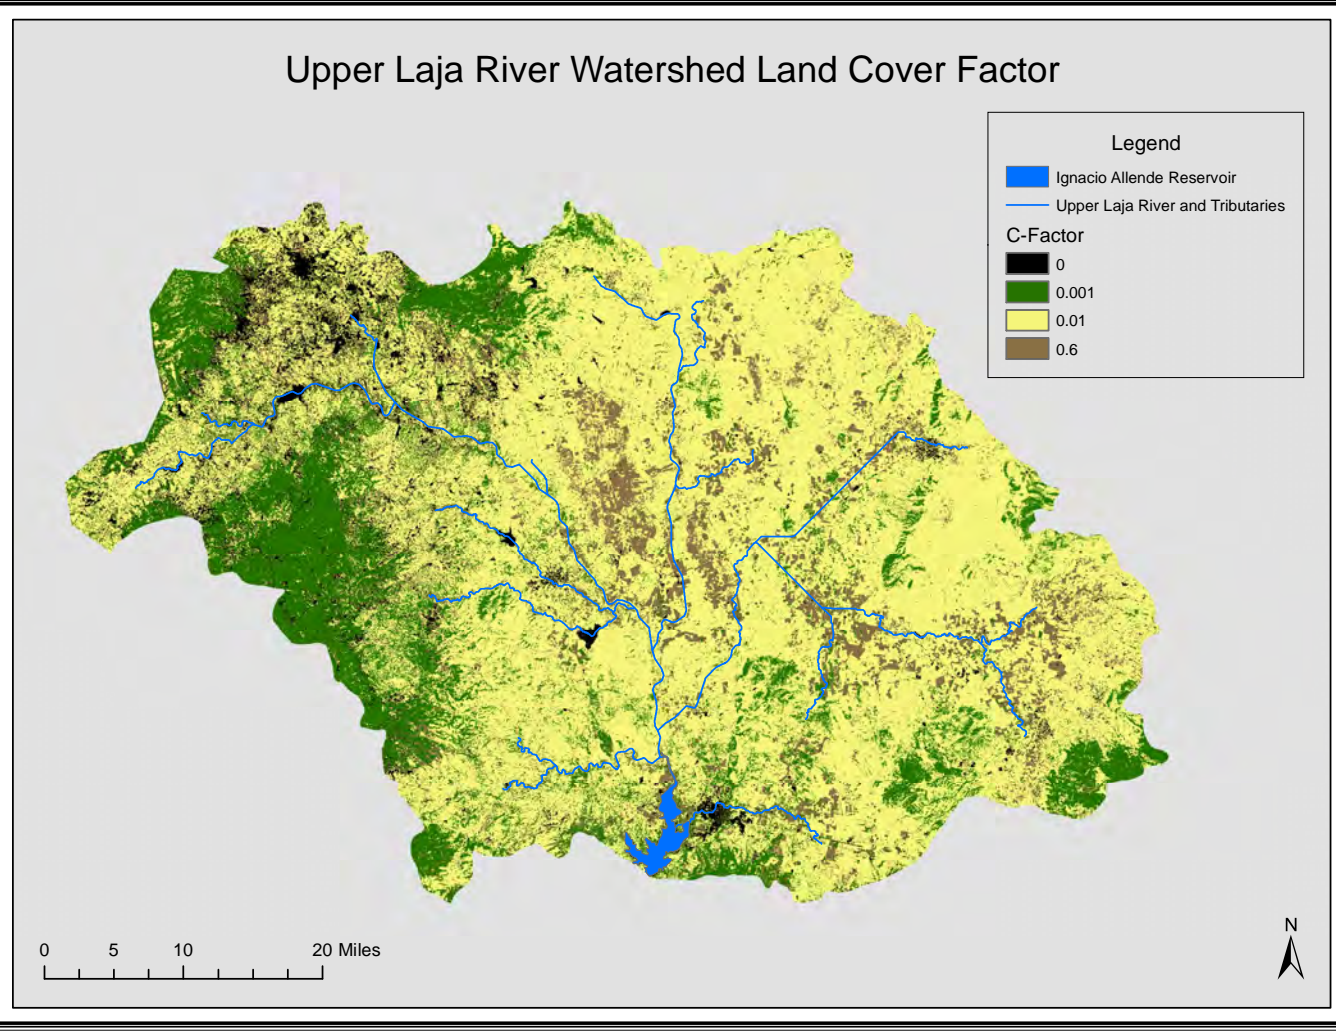 Upper Laja River Watershed Land Cover Factor
Legend
Ignacio Allende Reservoir
Upper Laja River and Tributaries
C-Factor
0
0.001
0.01
0.6
0 5 10 20 Miles
N